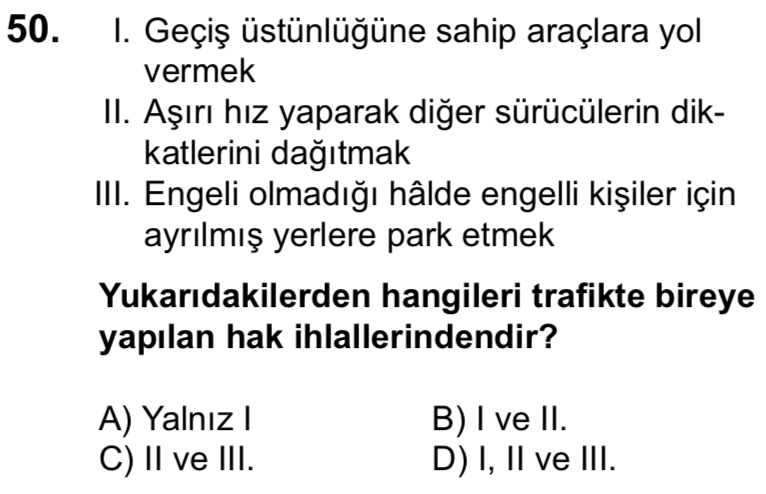 50. I. Geçiş üstünlüğüne sahip araçlara yol
vermek
II. Aşırı hız yaparak diğer sürücülerin dik-
katlerini dağıtmak
III. Engeli olmadığı hâlde engelli kişiler için
ayrılmış yerlere park etmek
Yukarıdakilerden hangileri trafikte bireye
yapılan hak ihlallerindendir?
A) Yalnız I B) I ve II.
C) II ve III. D) I, II ve III.